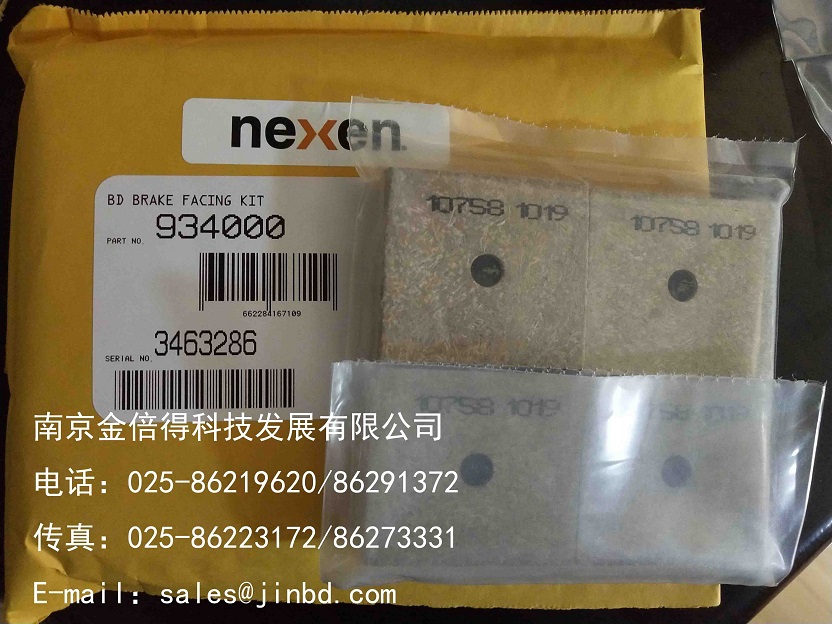 nexen
BD BRAKE FACING KIT
PART NO. 934000
662284167109
SERIAL NO. 3463286
10758 1019
10758 1019
10758 1019
10758 1019
南京金倍得科技发展有限公司
电话：025-86219620/86291372
传真：025-86223172/86273331
E-mail：sales@jinbd.com